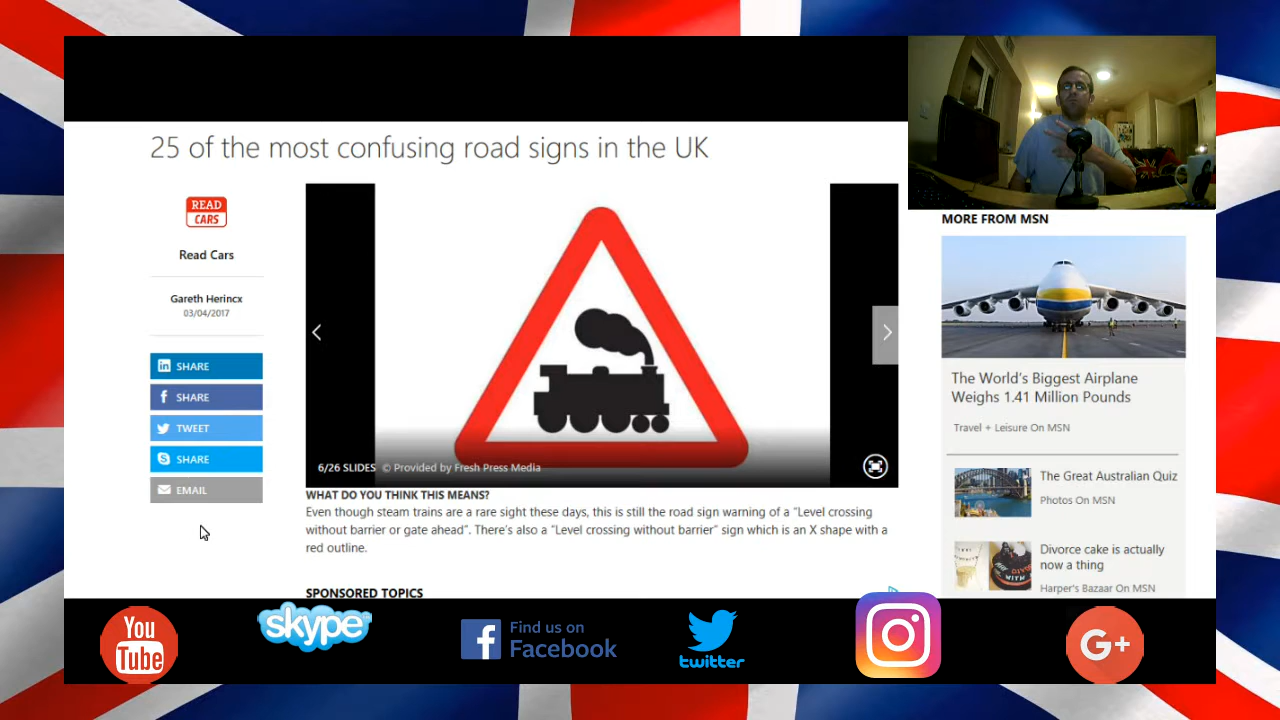 25 of the most confusing road signs in the UK
READ
CARS
Read Cars
Gareth Herincx
03/04/2017
SHARE
SHARE
TWEET
SHARE
EMAIL
6/26 SLIDES © Provided by Fresh Press Media
WHAT DO YOU THINK THIS MEANS?
Even though steam trains are a rare sight these days, this is still the road sign warning of a “Level crossing
without barrier or gate ahead”. There’s also a “Level crossing without barrier” sign which is an X shape with a
red outline.
SPONSORED TOPICS
MORE FROM MSN
The World’s Biggest Airplane
Weighs 1.41 Million Pounds
Travel + Leisure On MSN
The Great Australian Quiz
Photos On MSN
Divorce cake is actually
now a thing
Harper's Bazaar On MSN
You
Tube
skype
Find us on
Facebook
twitter
G+